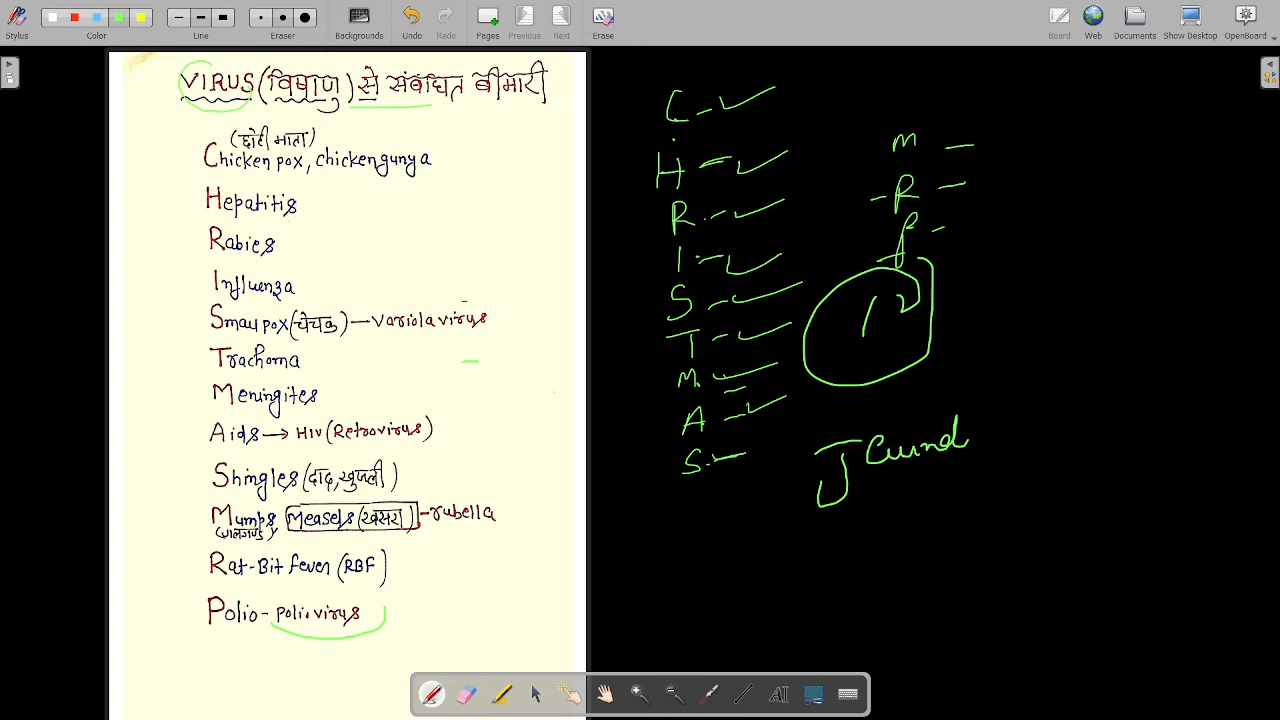 Stylus
Color
Line
Eraser
Backgrounds
Undo
Redo
Pages
Previous
Next
Erase
Board
Web
Documents
Show Desktop
OpenBoard
VIRUS (विषाणु) से संबंधित बीमारी
(छोटी माता)
Chicken pox, chickengunya
Hepatitis
Rabies
Influenza
Small pox (चेचक) — Variola virus
Trachoma
Meningites
Aids → HIV (Retrovirus)
Shingles (दाद, खुजली)
Mumps Measels (खसरा) - rubella
Rat-Bit fever (RBF)
Polio - poliovirus
C - ✓
H - ✓
R - ✓
I - ✓
S - ✓
T - ✓
M - ✓
A - ✓
S -
m -
- R -
P -
12
AI